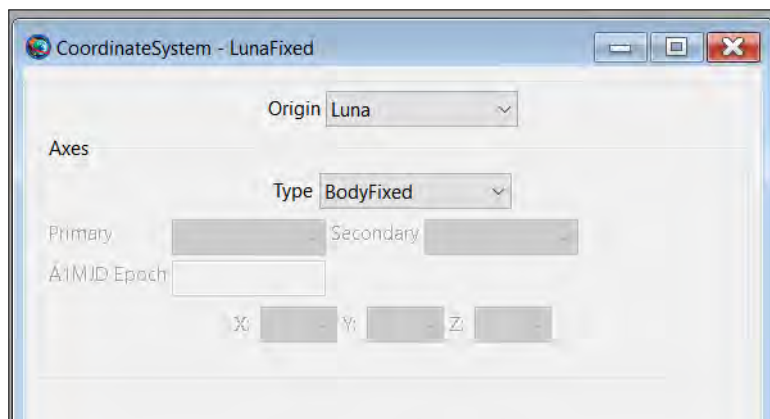 CoordinateSystem - LunaFixed
Origin Luna
Axes
Type BodyFixed
Primary Secondary
A1MJD Epoch
X: Y: Z: